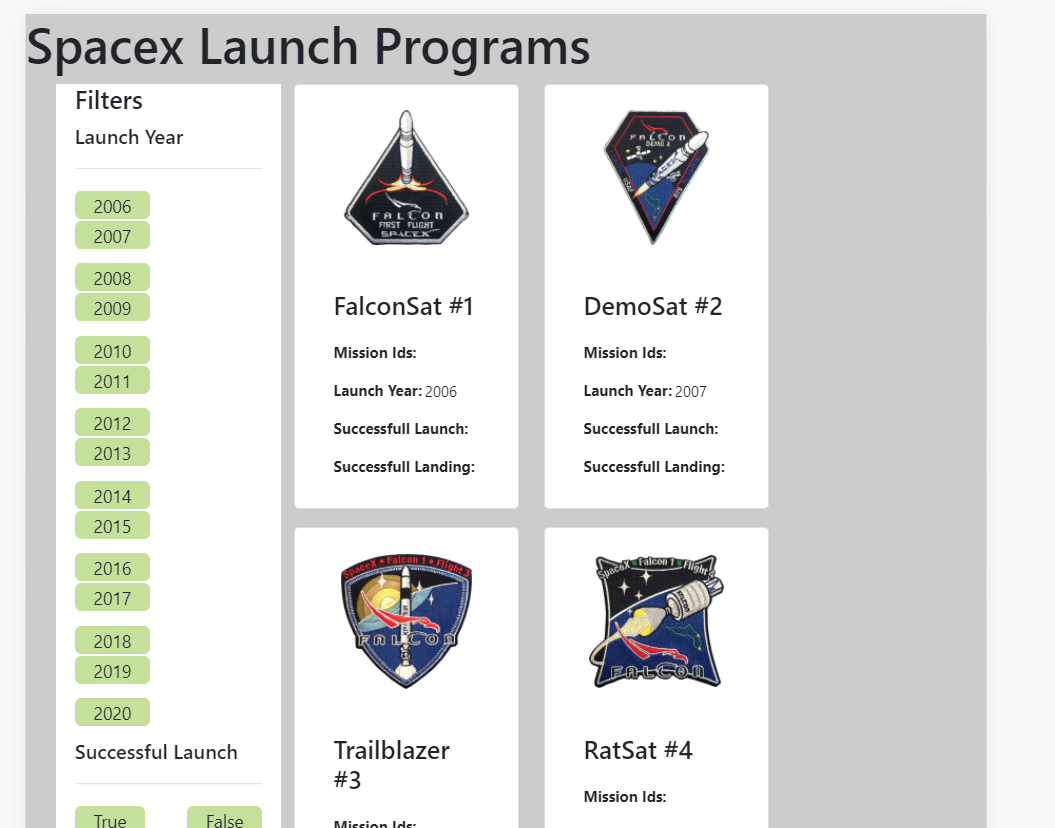 Spacex Launch Programs
Filters
Launch Year
2006
2007
2008
2009
2010
2011
2012
2013
2014
2015
2016
2017
2018
2019
2020
Successful Launch
True False
FALCON
FIRST FLIGHT
SPACEX
FalconSat #1
Mission Ids:
Launch Year: 2006
Successfull Launch:
Successfull Landing:
FALCON
DEMO 2
DemoSat #2
Mission Ids:
Launch Year: 2007
Successfull Launch:
Successfull Landing:
SpaceX • Falcon 1 • Flight 3
FALCON
Trailblazer
#3
Mission Ids:
SpaceX Falcon 1 Flight 4
FALCON
RatSat #4
Mission Ids: